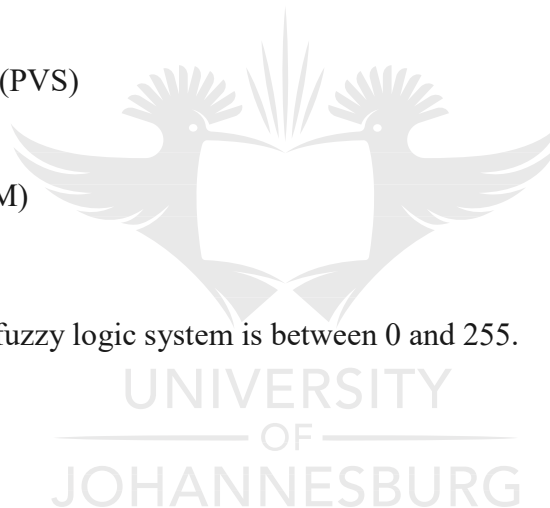 (PVS)
M)
fuzzy logic system is between 0 and 255.
UNIVERSITY
OF
JOHANNESBURG